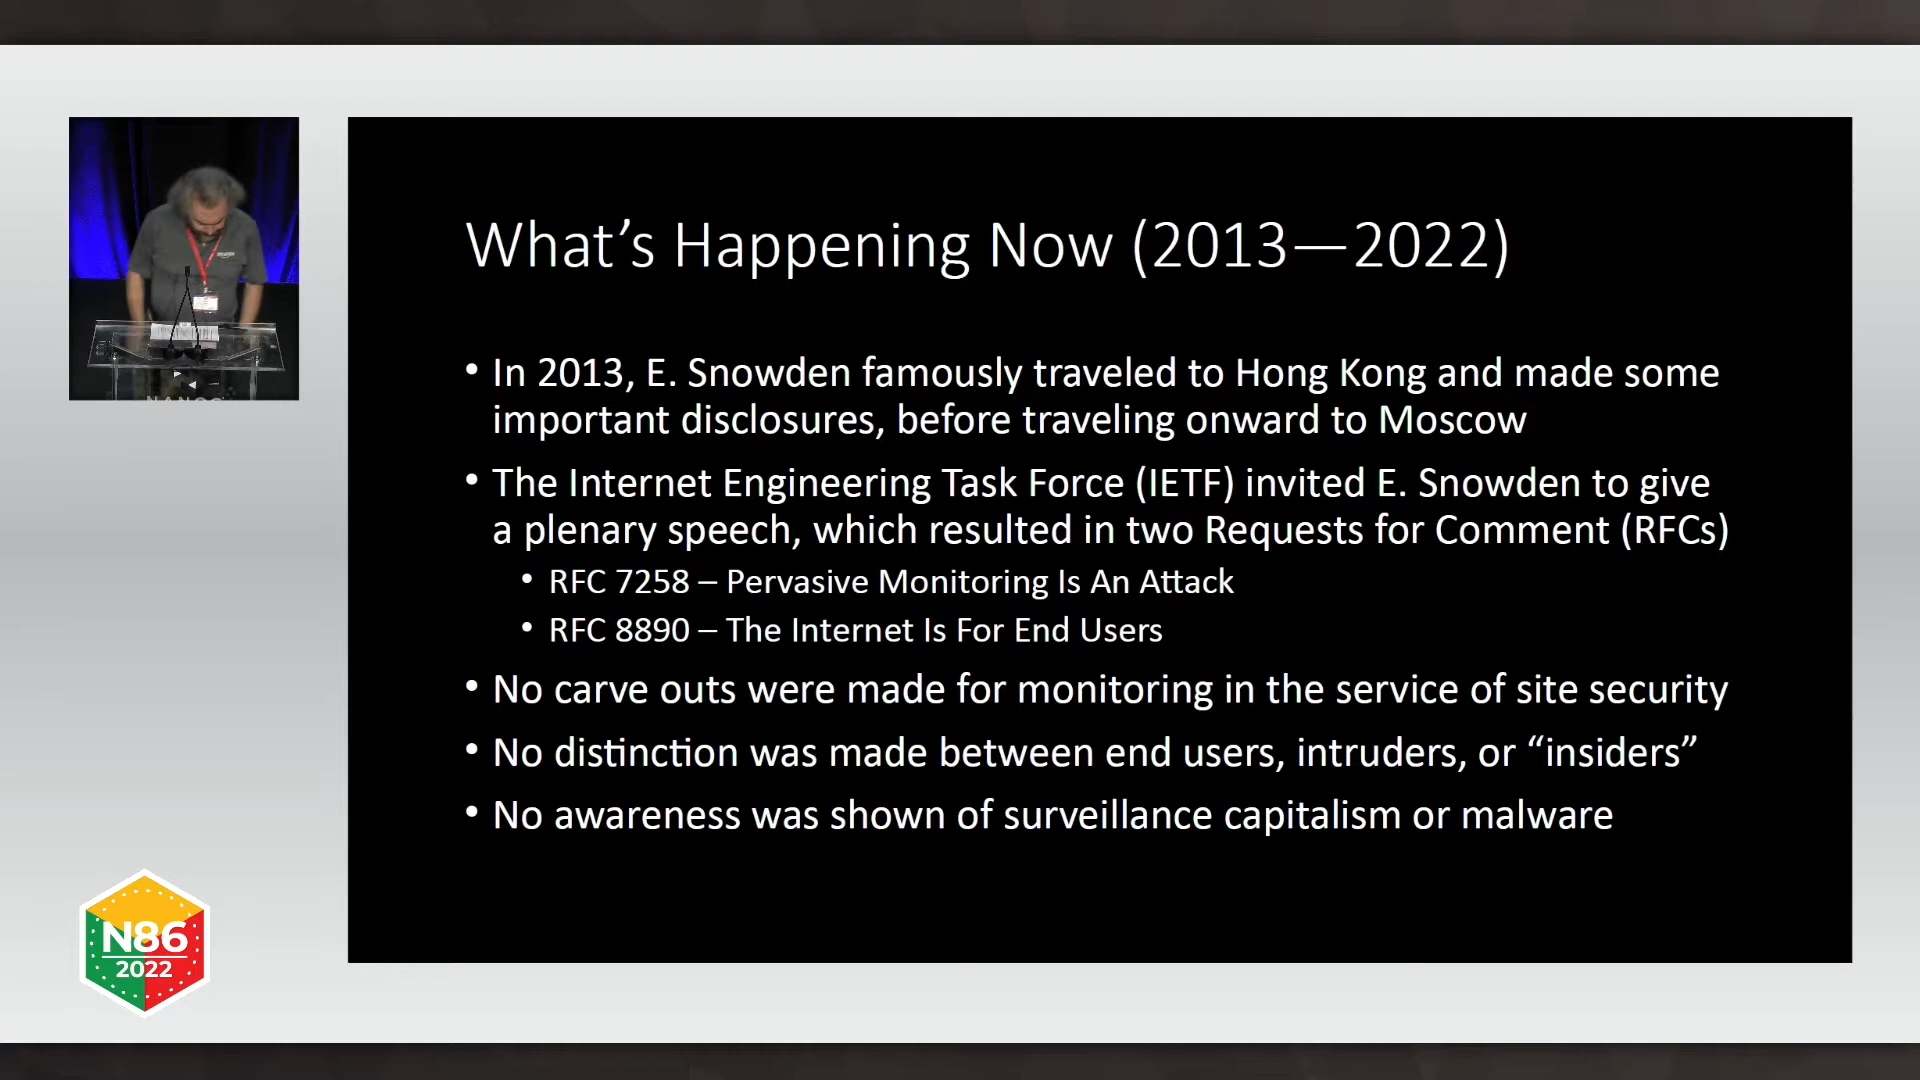 What’s Happening Now (2013—2022)
• In 2013, E. Snowden famously traveled to Hong Kong and made some
important disclosures, before traveling onward to Moscow
• The Internet Engineering Task Force (IETF) invited E. Snowden to give
a plenary speech, which resulted in two Requests for Comment (RFCs)
• RFC 7258 – Pervasive Monitoring Is An Attack
• RFC 8890 – The Internet Is For End Users
• No carve outs were made for monitoring in the service of site security
• No distinction was made between end users, intruders, or “insiders”
• No awareness was shown of surveillance capitalism or malware
N86
2022